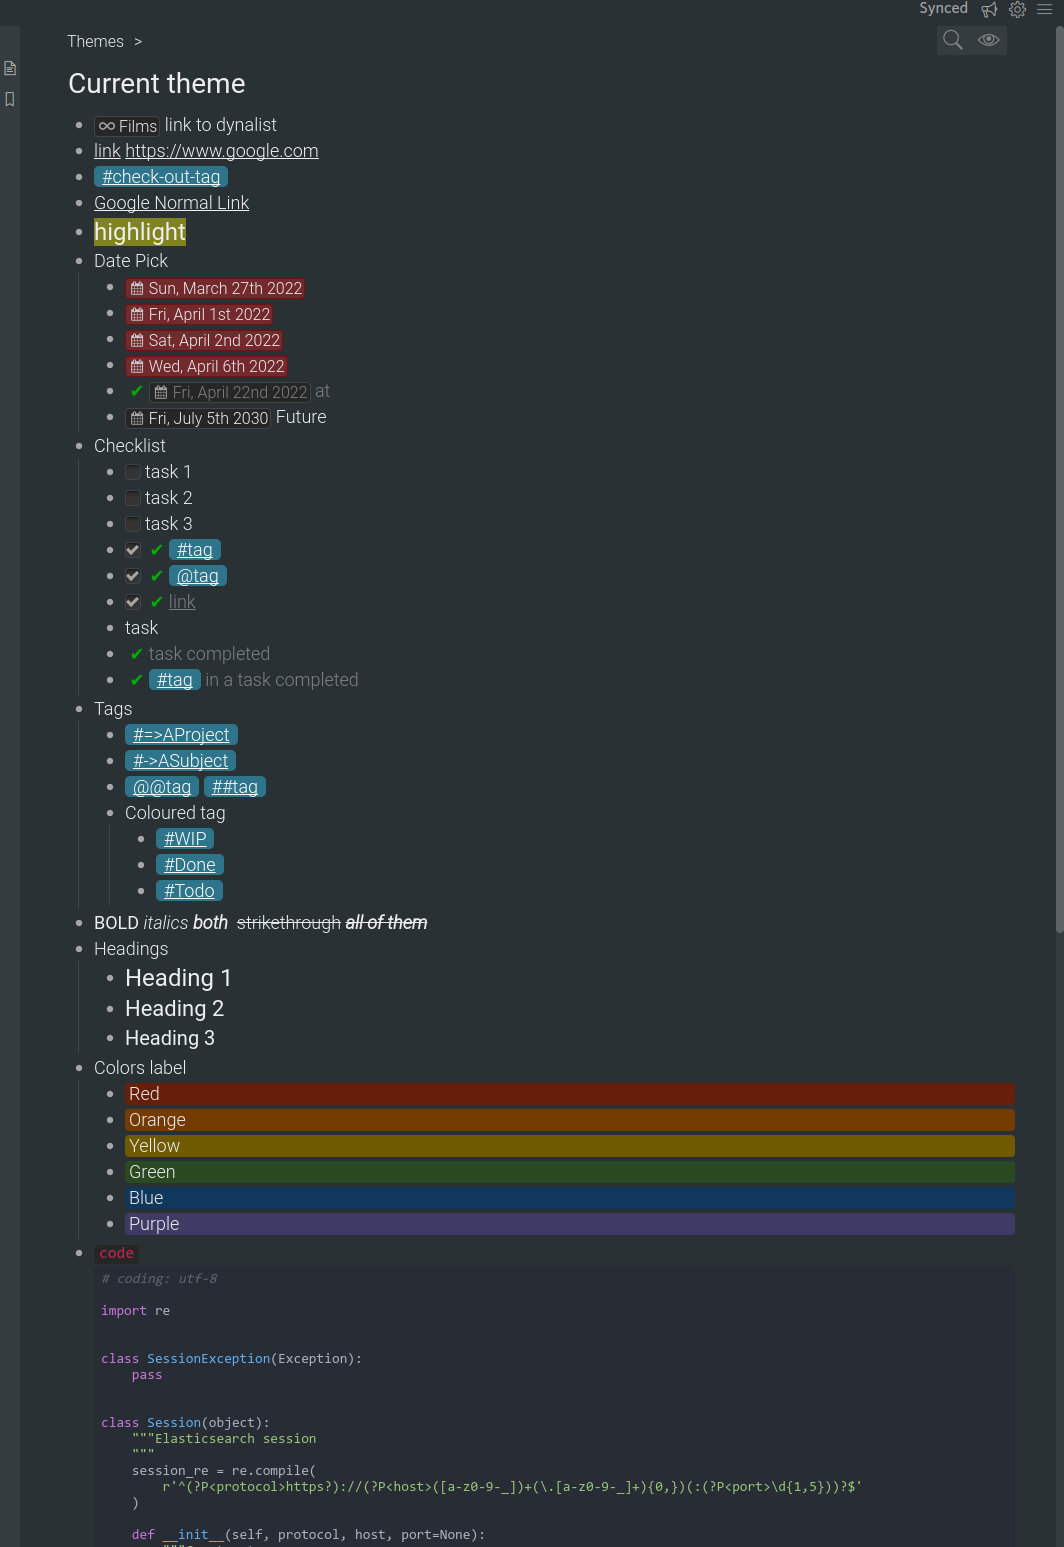 Synced
Themes >
Current theme
Films link to dynalist
link https://www.google.com
#check-out-tag
Google Normal Link
highlight
Date Pick
Sun, March 27th 2022
Fri, April 1st 2022
Sat, April 2nd 2022
Wed, April 6th 2022
✔ Fri, April 22nd 2022 at
Fri, July 5th 2030 Future
Checklist
task 1
task 2
task 3
✔ #tag
✔ @tag
✔ link
task
✔ task completed
✔ #tag in a task completed
Tags
#=>AProject
#->ASubject
@@tag ##tag
Coloured tag
#WIP
#Done
#Todo
BOLD italics both strikethrough all of them
Headings
Heading 1
Heading 2
Heading 3
Colors label
Red
Orange
Yellow
Green
Blue
Purple
code
# coding: utf-8
import re
class SessionException(Exception):
pass
class Session(object):
"""Elasticsearch session
"""
session_re = re.compile(
r'^(?P<protocol>https?)://(?P<host>([a-z0-9-_])+(\.[a-z0-9-_]+){0,})(:(?P<port>\d{1,5}))?$'
)
def __init__(self, protocol, host, port=None):